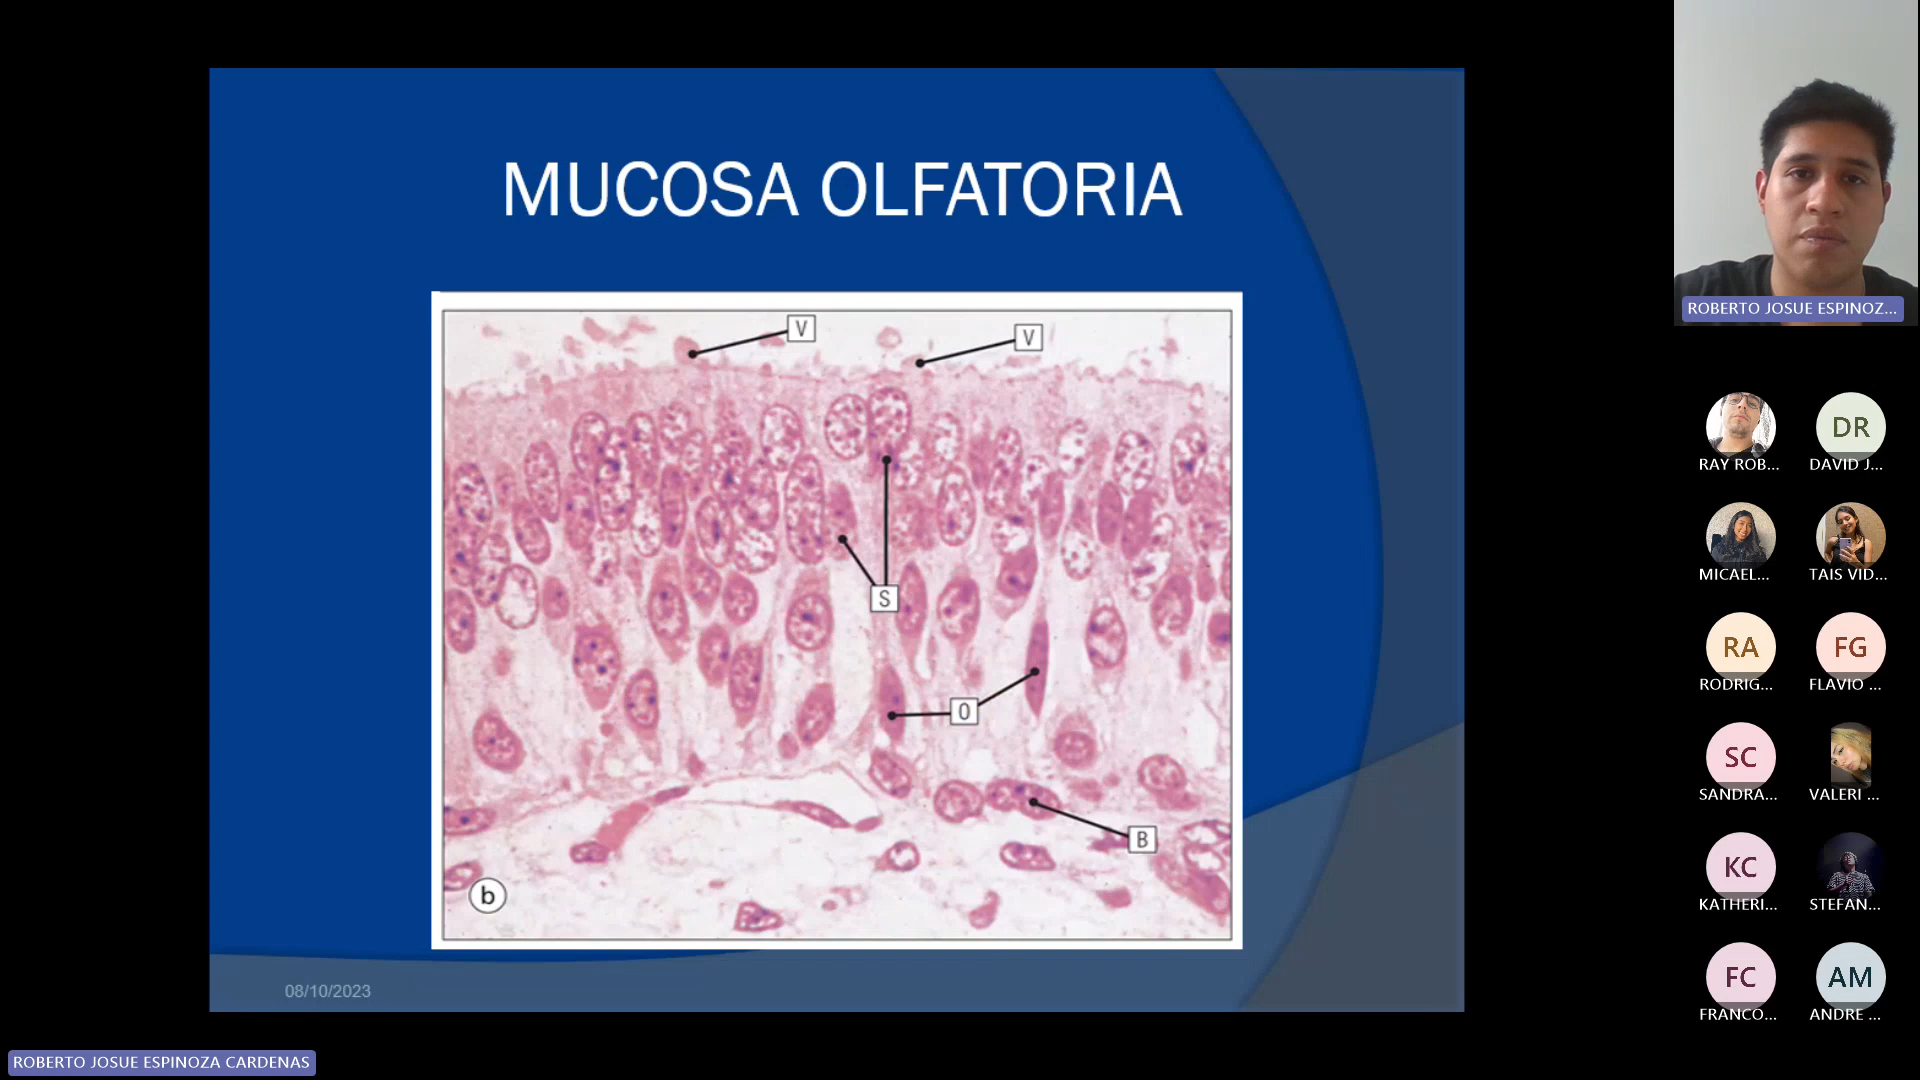 MUCOSA OLFATORIA
V
V
S
O
B
b
08/10/2023
ROBERTO JOSUE ESPINOZA CARDENAS
ROBERTO JOSUE ESPINOZ...
RAY ROB...
DR
DAVID J...
MICAEL...
TAIS VID...
RA
RODRIG...
FG
FLAVIO ...
SC
SANDRA...
VALERI ...
KC
KATHERI...
STEFAN...
FC
FRANCO...
AM
ANDRE ...